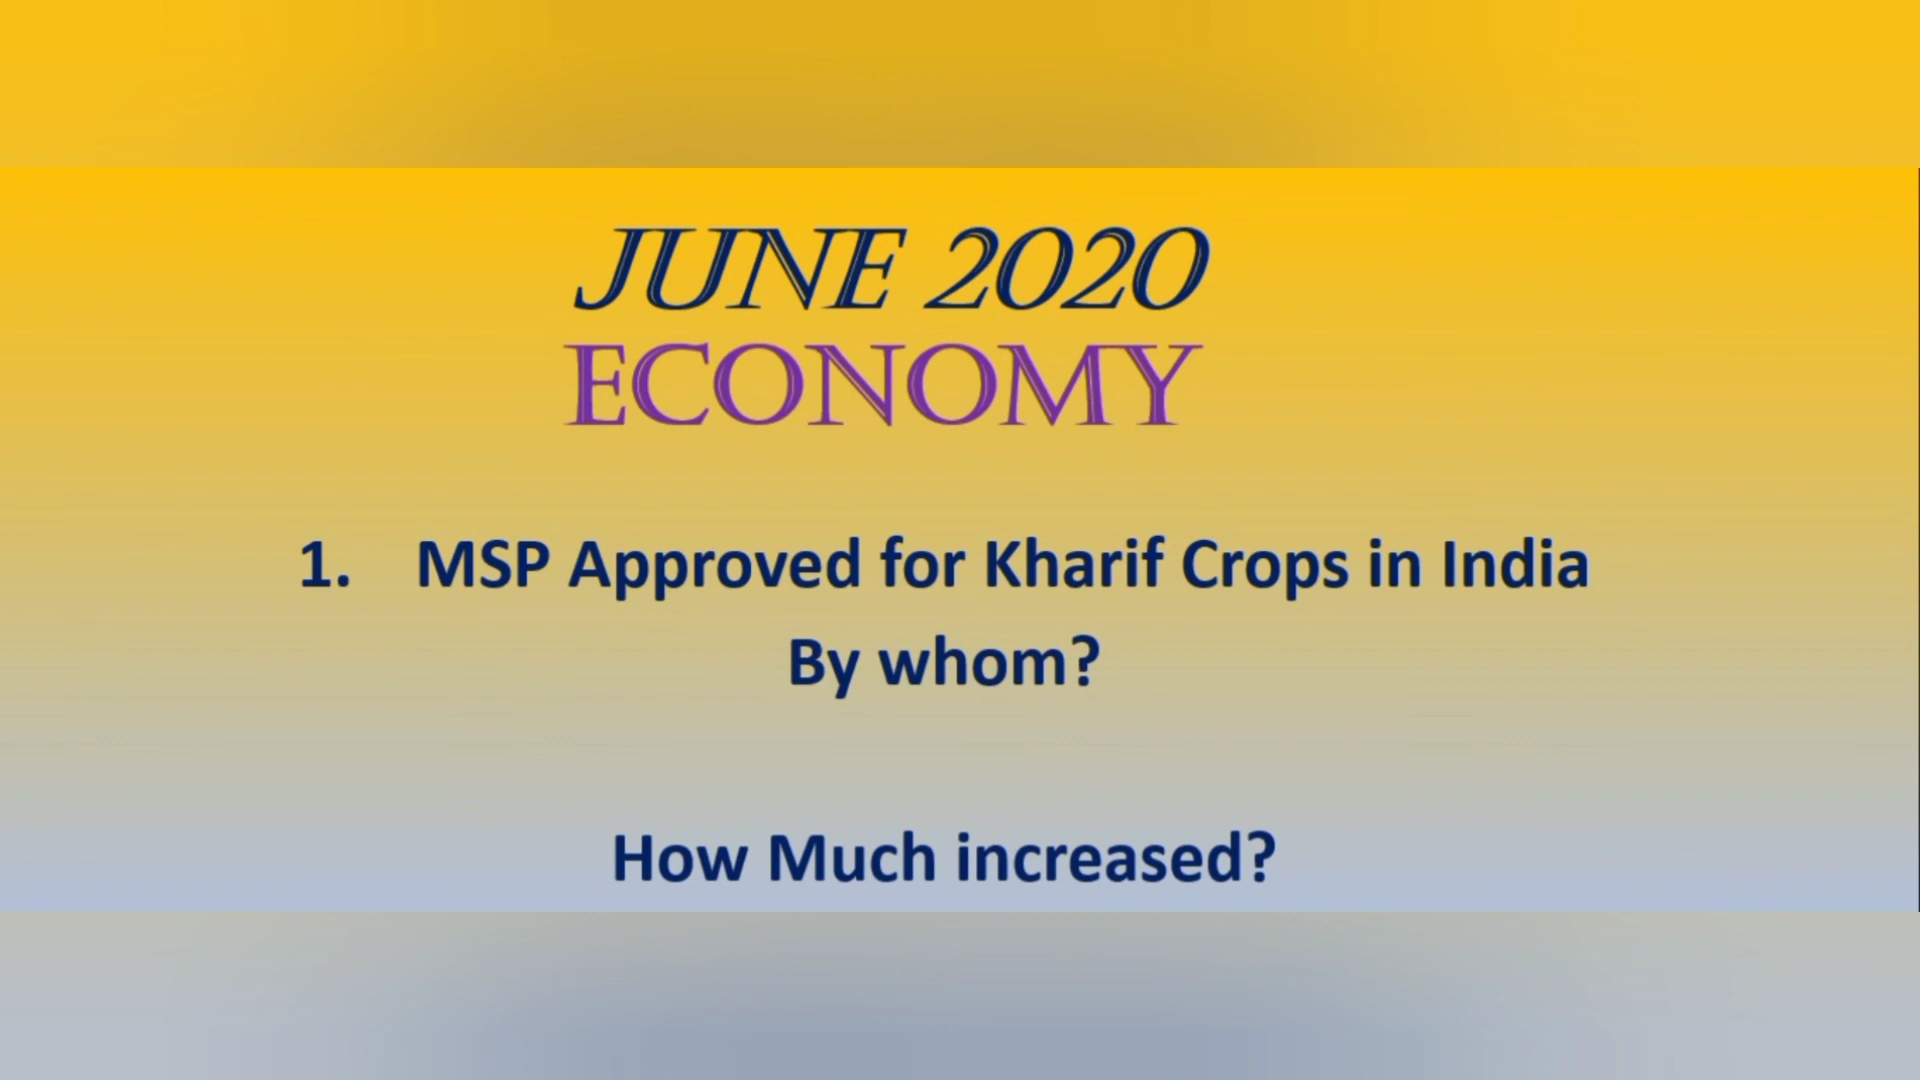 JUNE 2020
ECONOMY
1. MSP Approved for Kharif Crops in India
By whom?
How Much increased?